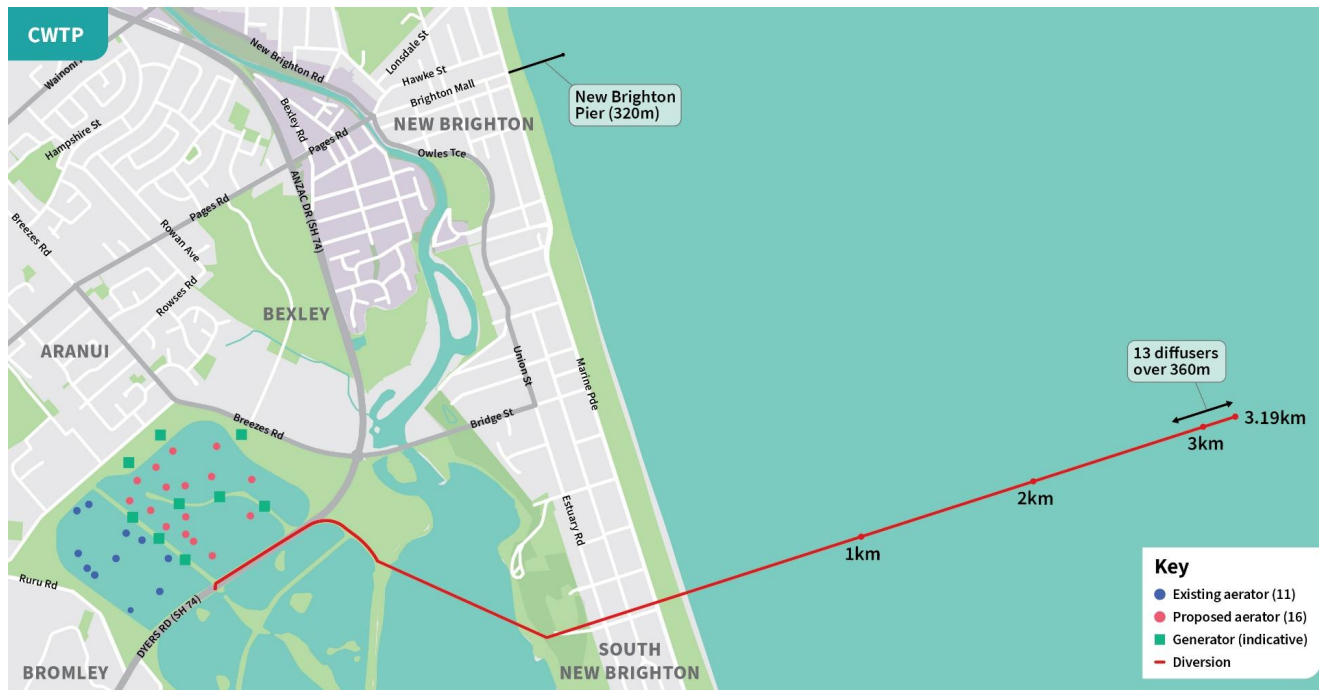 CWTP
Wainoni
New Brighton Rd
Lonsdale St
Hawke St
Brighton Mall
New Brighton
Pier (320m)
Hampshire St
Bexley Rd
Pages Rd
NEW BRIGHTON
Owles Tce
ANZAC DR (SH 74)
Pages Rd
Breezes Rd
Rowan Ave
Rowses Rd
BEXLEY
ARANUI
Union St
Marine Pde
13 diffusers
over 360m
Breezes Rd
Bridge St
3.19km
3km
2km
Estuary Rd
1km
Ruru Rd
DYERS RD (SH 74)
BROMLEY
SOUTH
NEW BRIGHTON
Key
Existing aerator (11)
Proposed aerator (16)
Generator (indicative)
Diversion